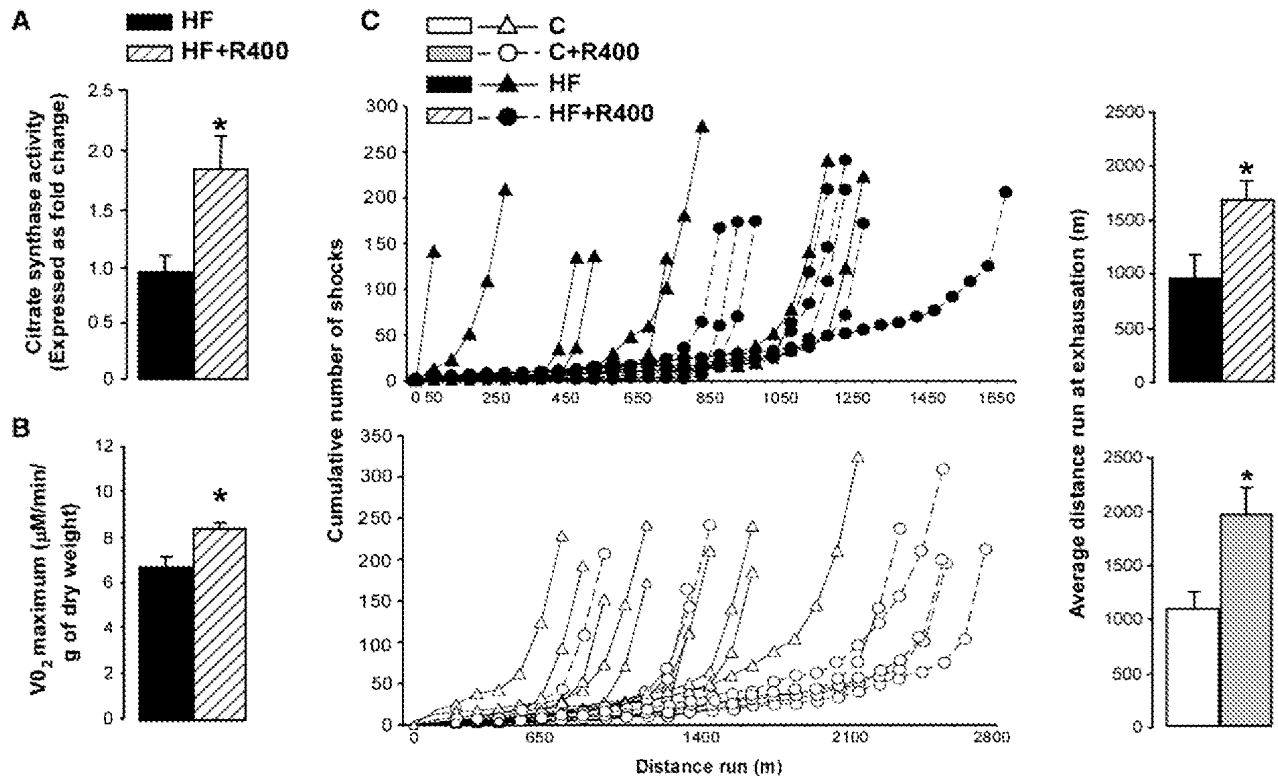 A
HF
HF+R400
Citrate synthase activity
(Expressed as fold change)
2.5
2.0
1.5
1.0
0.5
0
*
B
V0₂ maximum (µM/min/
g of dry weight)
12
10
8
6
4
2
0
*
C
C
C+R400
HF
HF+R400
Cumulative number of shocks
300
250
200
150
100
50
0
0 50 250 450 650 850 1050 1250 1450 1650
350
300
250
200
150
100
50
0
0 650 1400 2100 2800
Distance run (m)
Average distance run at exhausation (m)
2500
2000
1500
1000
500
0
*
2500
2000
1500
1000
500
0
*